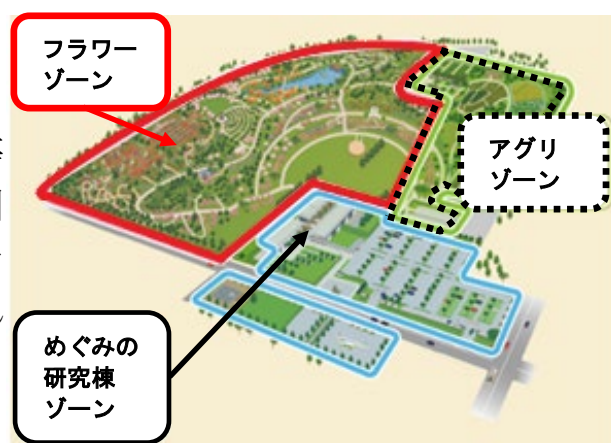 フラワー
ゾーン
アグリ
ゾーン
めぐみの
研究棟
ゾーン